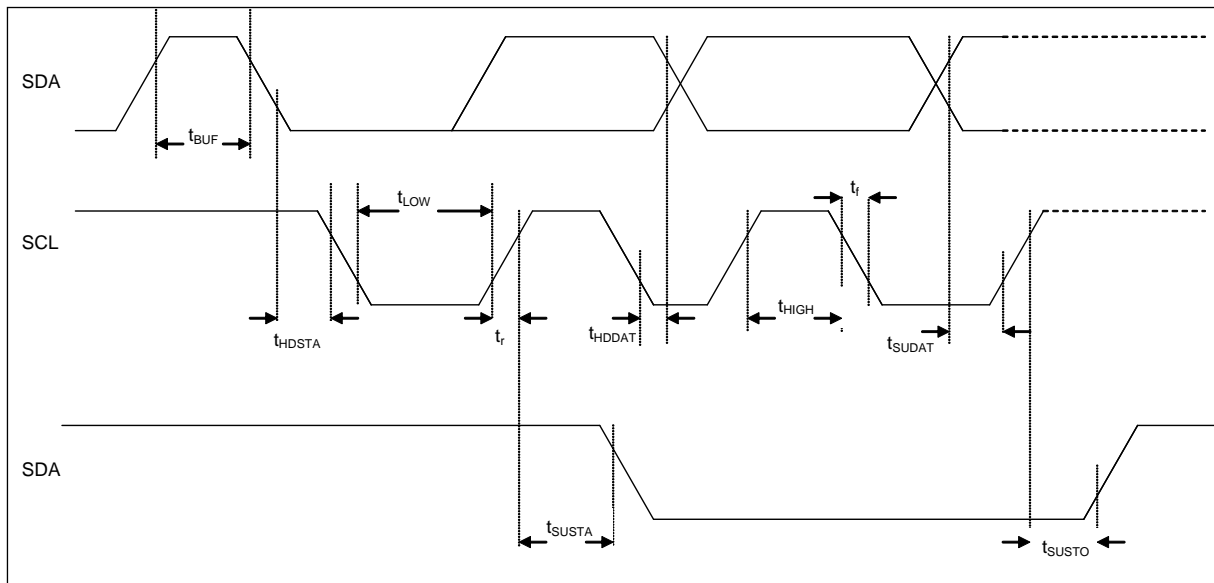 SDA
tBUF
tLOW
tf
SCL
tHDSTA
tr
tHDDAT
tHIGH
tSUDAT
SDA
tSUSTA
tSUSTO